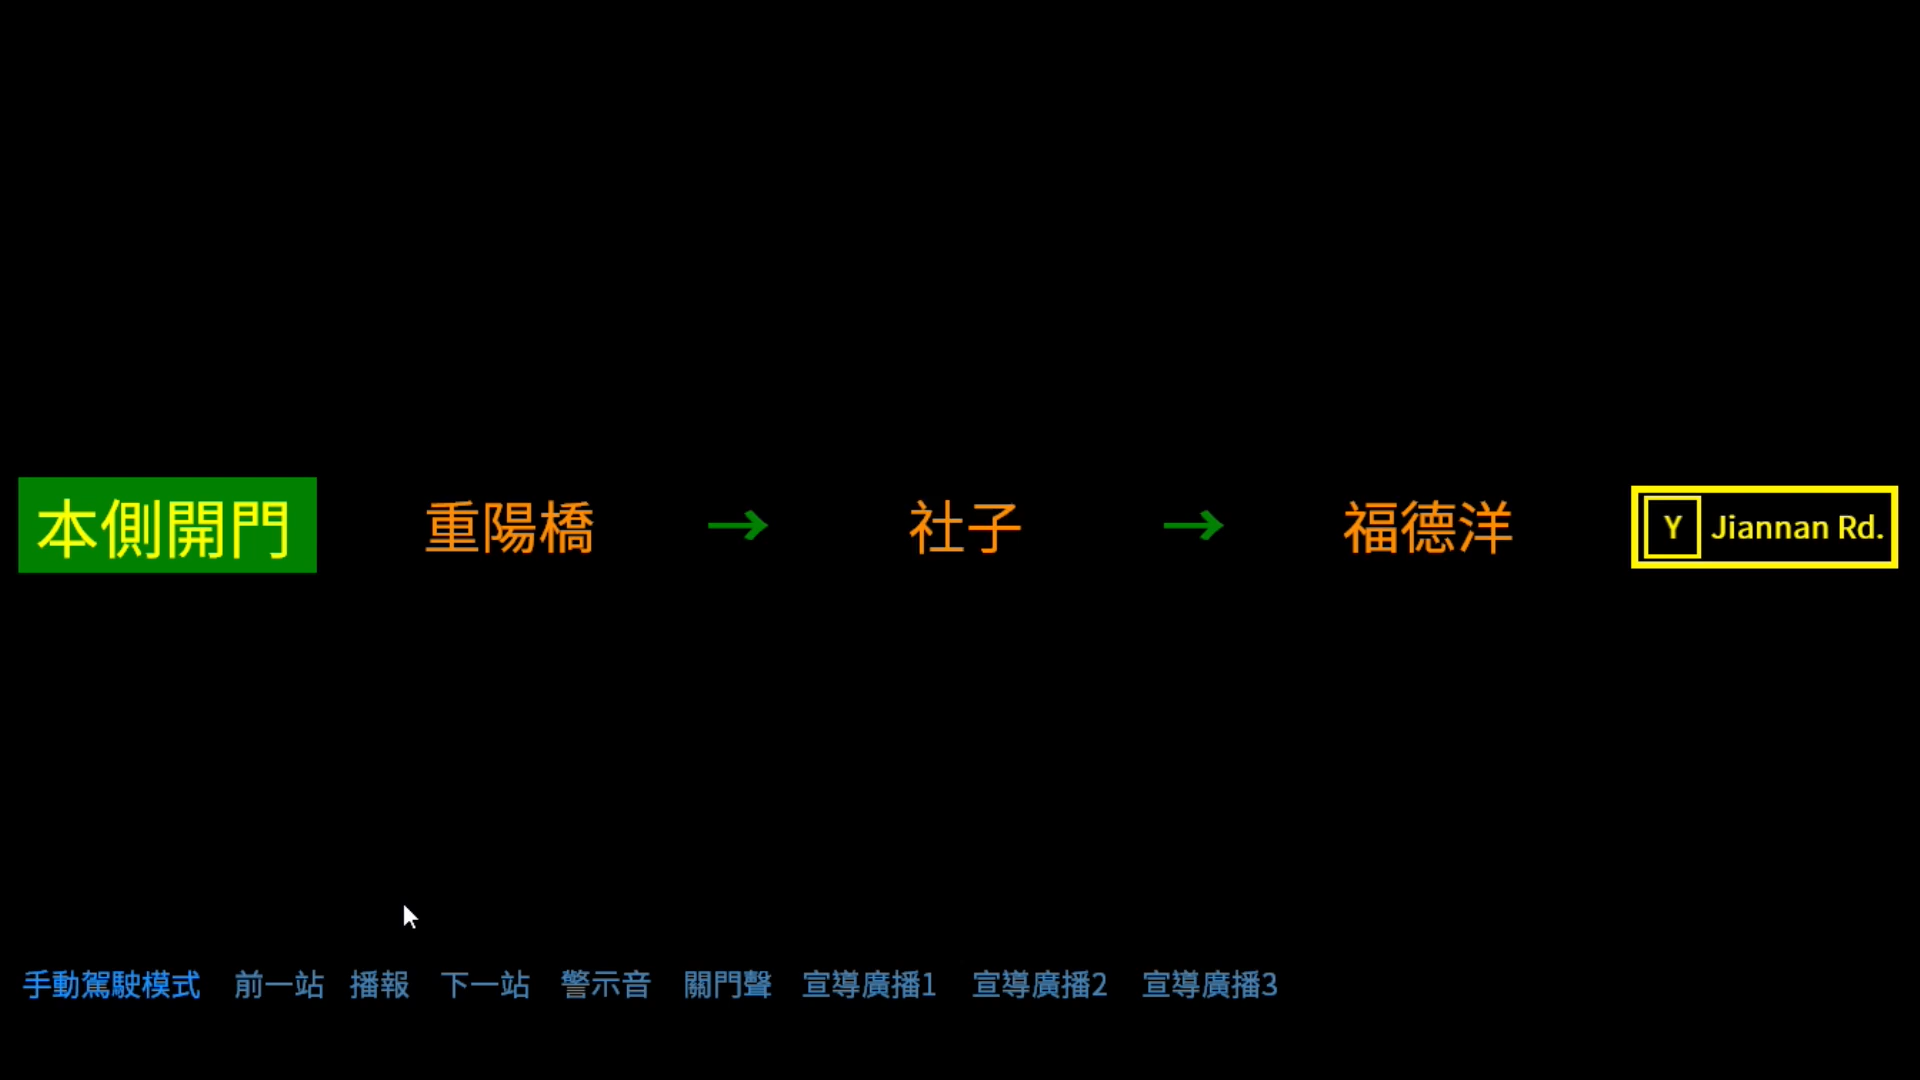 本側開門 重陽橋 → 社子 → 福德洋 Y Jiannan Rd.
手動駕駛模式 前一站 播報 下一站 警示音 關門聲 宣導廣播1 宣導廣播2 宣導廣播3